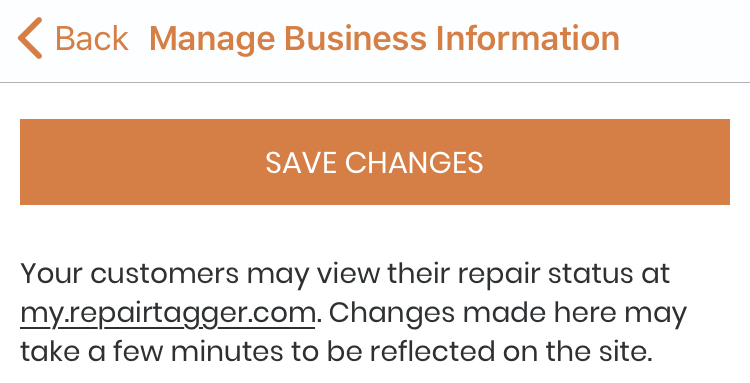 Back Manage Business Information
SAVE CHANGES
Your customers may view their repair status at
my.repairtagger.com. Changes made here may
take a few minutes to be reflected on the site.